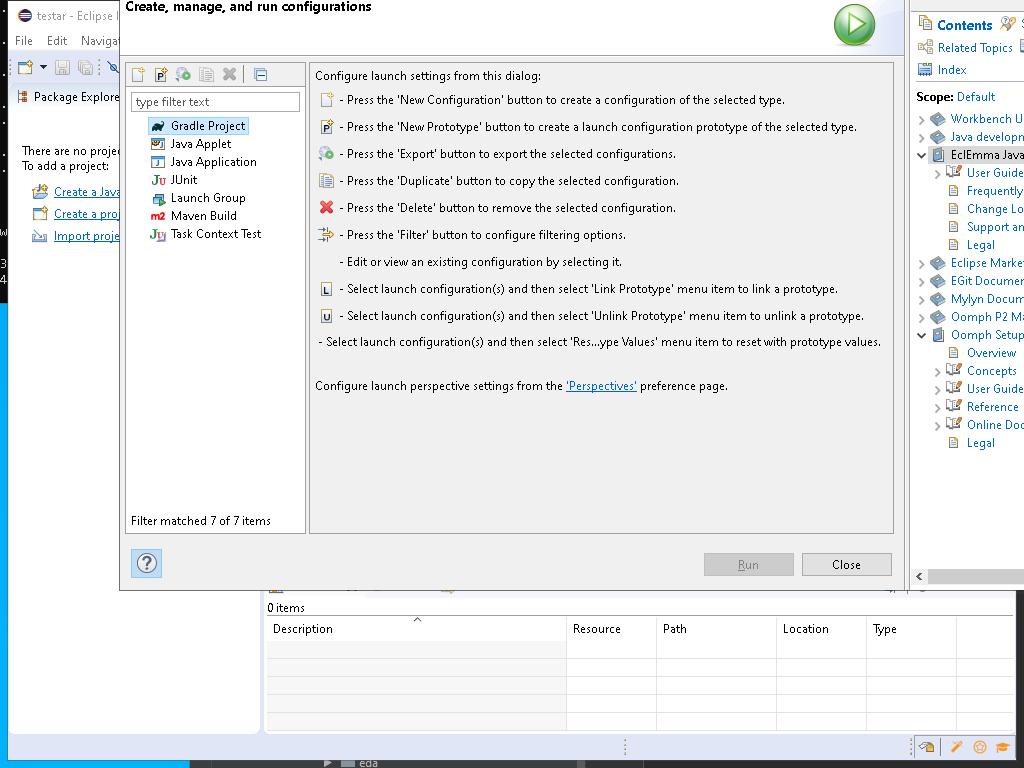 Create, manage, and run configurations
testar - Eclipse I
File Edit Naviga
Package Explore
There are no proje
To add a project:
Create a Java
Create a proj
Import proje
type filter text
Gradle Project
Java Applet
Java Application
JUnit
Launch Group
Maven Build
Task Context Test
Filter matched 7 of 7 items
Configure launch settings from this dialog:
- Press the 'New Configuration' button to create a configuration of the selected type.
- Press the 'New Prototype' button to create a launch configuration prototype of the selected type.
- Press the 'Export' button to export the selected configurations.
- Press the 'Duplicate' button to copy the selected configuration.
- Press the 'Delete' button to remove the selected configuration.
- Press the 'Filter' button to configure filtering options.
- Edit or view an existing configuration by selecting it.
- Select launch configuration(s) and then select 'Link Prototype' menu item to link a prototype.
- Select launch configuration(s) and then select 'Unlink Prototype' menu item to unlink a prototype.
- Select launch configuration(s) and then select 'Res...ype Values' menu item to reset with prototype values.
Configure launch perspective settings from the 'Perspectives' preference page.
Run Close
Contents
Related Topics
Index
Scope: Default
Workbench U
Java developm
EclEmma Java
User Guide
Frequently
Change Lo
Support an
Legal
Eclipse Marke
EGit Documen
Mylyn Docum
Oomph P2 Ma
Oomph Setup
Overview
Concepts
User Guide
Reference
Online Doc
Legal
0 items
Description Resource Path Location Type
eda